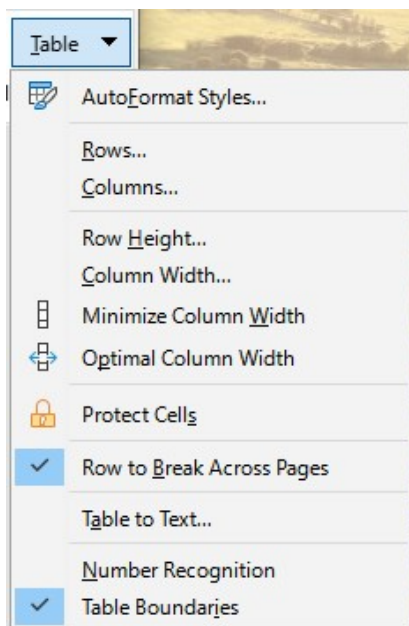 Table
AutoFormat Styles...
Rows...
Columns...
Row Height...
Column Width...
Minimize Column Width
Optimal Column Width
Protect Cells
Row to Break Across Pages
Table to Text...
Number Recognition
Table Boundaries